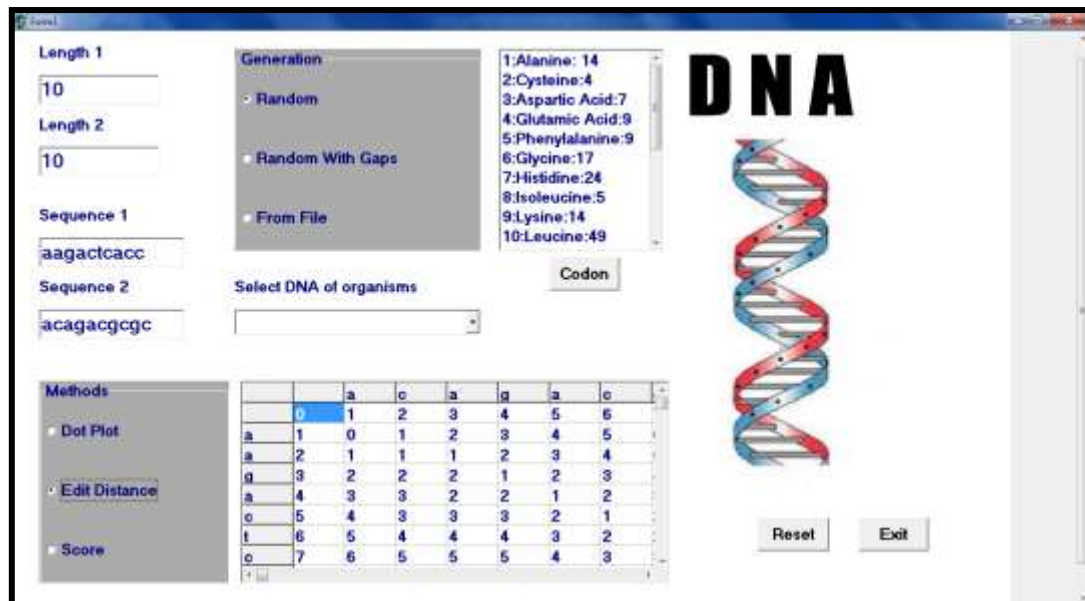 Form1
Length 1
10
Length 2
10
Sequence 1
aagactcacc
Sequence 2
acagacgcgc
Generation
Random
Random With Gaps
From File
1:Alanine: 14
2:Cysteine:4
3:Aspartic Acid:7
4:Glutamic Acid:9
5:Phenylalanine:9
6:Glycine:17
7:Histidine:24
8:Isoleucine:5
9:Lysine:14
10:Leucine:49
Codon
Select DNA of organisms
DNA
Methods
Dot Plot
Edit Distance
Score
a c a g a c
0 1 2 3 4 5 6
a 1 0 1 2 3 4 5
a 2 1 1 1 2 3 4
g 3 2 2 2 1 2 3
a 4 3 3 2 2 1 2
c 5 4 3 3 3 2 1
t 6 5 4 4 4 3 2
c 7 6 5 5 5 4 3
Reset
Exit